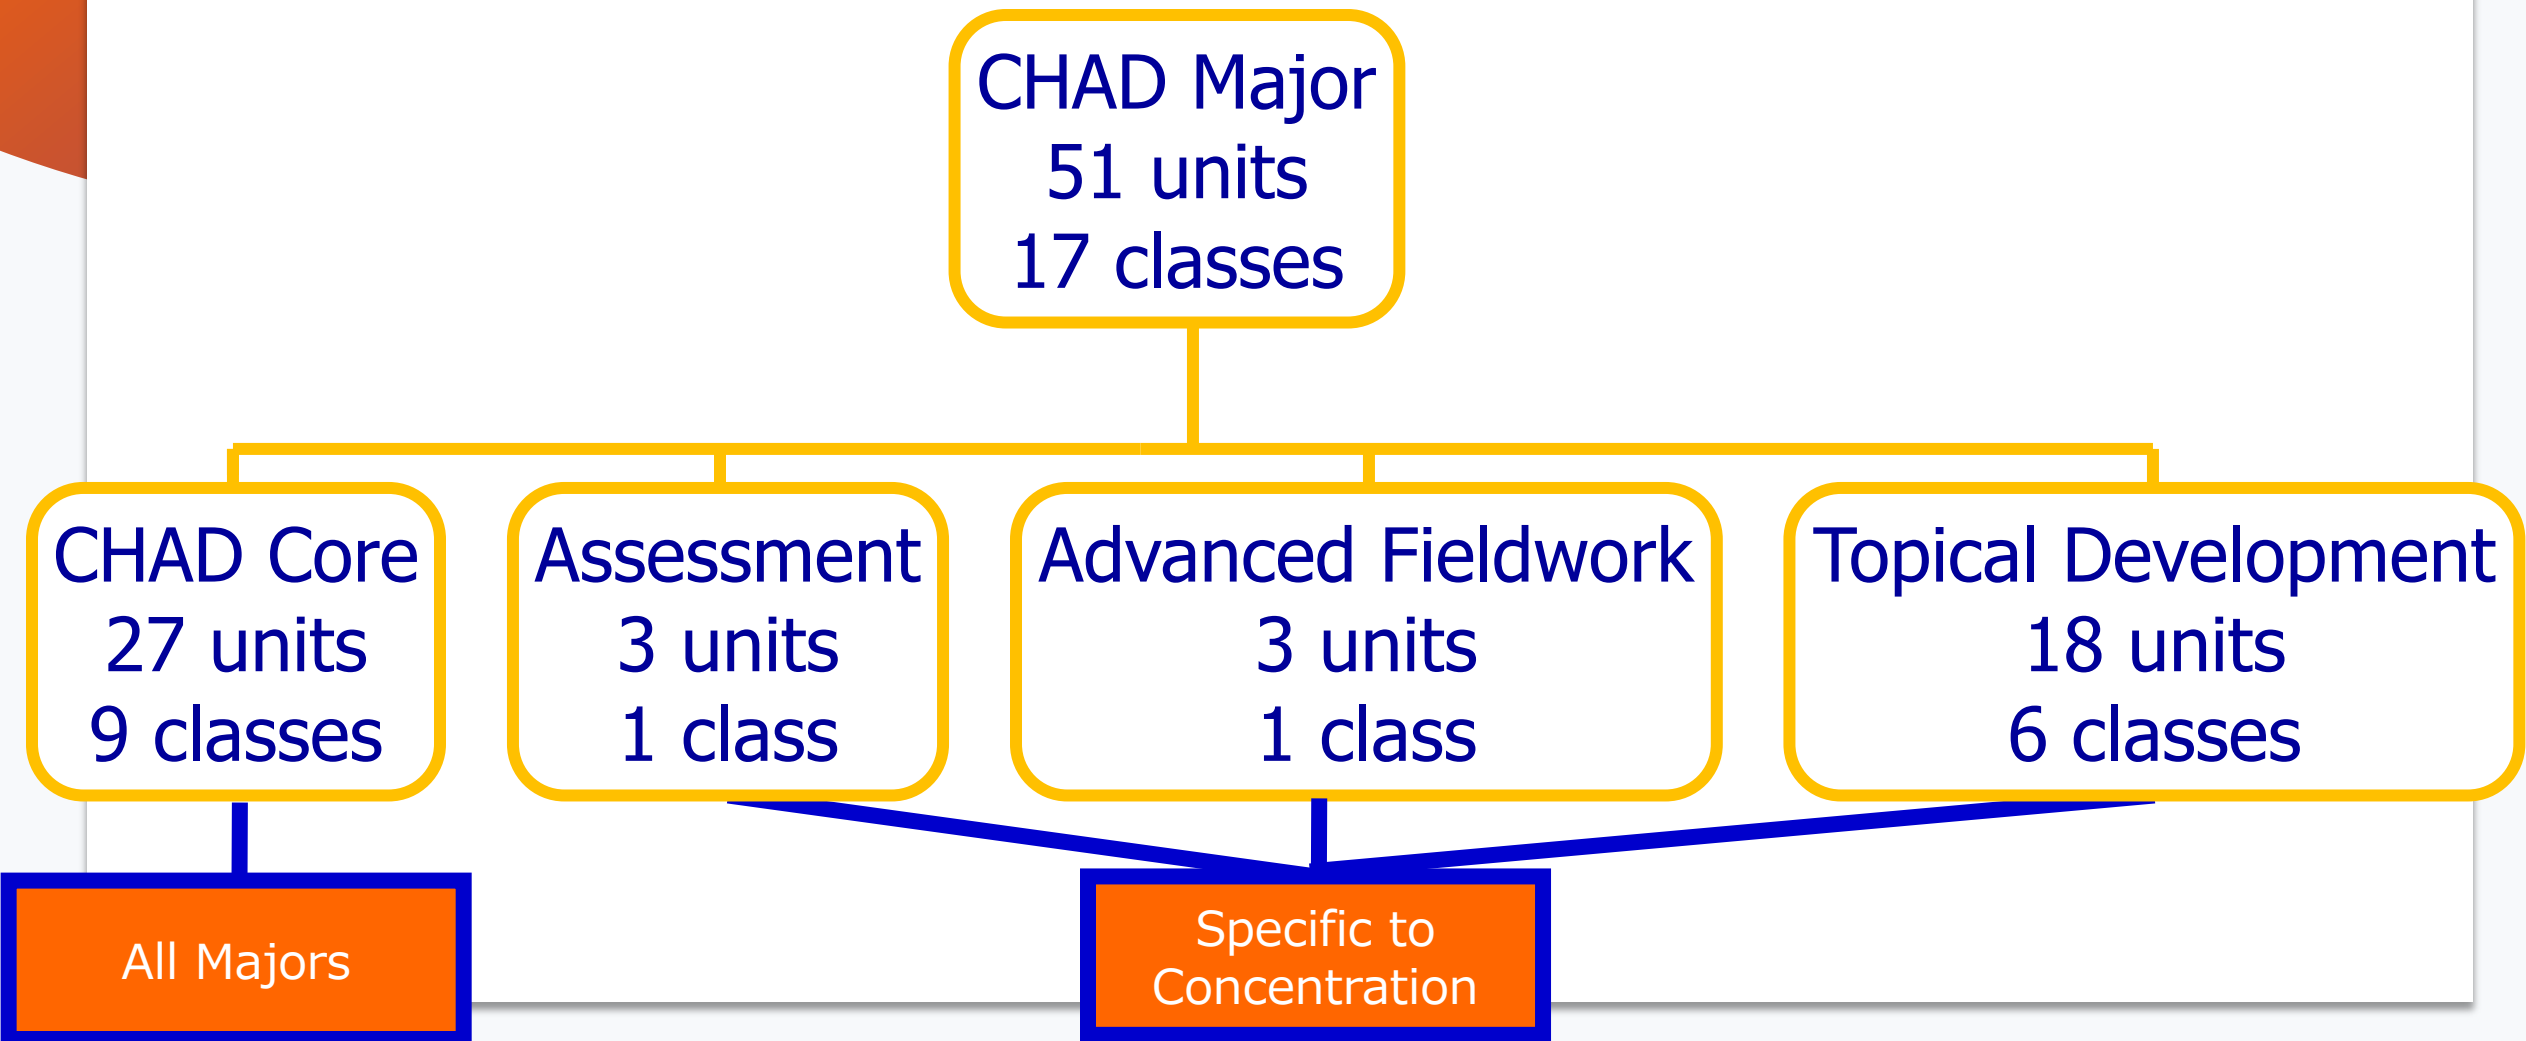 CHAD Major
51 units
17 classes
CHAD Core
27 units
9 classes
Assessment
3 units
1 class
Advanced Fieldwork
3 units
1 class
Topical Development
18 units
6 classes
All Majors
Specific to
Concentration